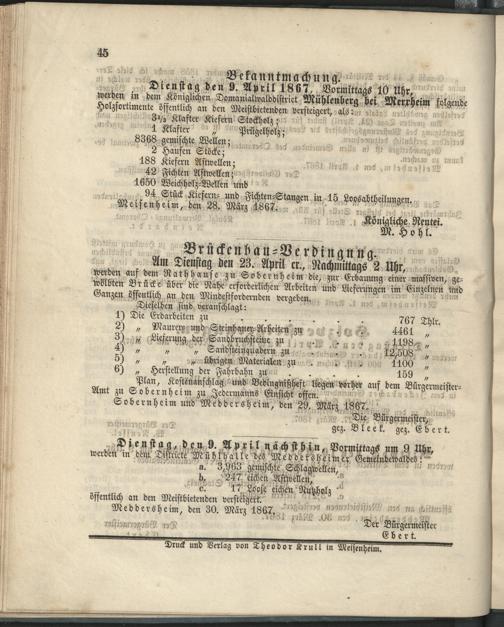 45
Bekanntmachung.
Dienstag den 9. April 1867, Vormittags 10 Uhr,
werden in dem Königlichen Domanialwalddistrict Mühlenberg bei Merxheim folgende
Holzsortimente öffentlich an den Meistbietenden versteigert, als:
3½ Klafter Kiefern Stockholz;
1 Klafter „ Prügelholz;
8368 gemischte Wellen;
2 Haufen Stöcke;
188 Kiefern Astwellen;
42 Fichten Astwellen;
1650 Weichholz-Wellen und
94 Stück Kiefern- und Fichten-Stangen in 15 Loosabtheilungen.
Meisenheim, den 28. März 1867.
Königliche Rentei.
M. Hohl.
Brückenbau-Verdingung.
Am Dienstag den 23. April cr., Nachmittags 2 Uhr,
werden auf dem Rathhause zu Sobernheim die, zur Erbauung einer massiven, ge-
wölbten Brücke über die Nahe erforderlichen Arbeiten und Lieferungen im Einzelnen und
Ganzen öffentlich an den Mindestfordernden vergeben.
Dieselben sind veranschlagt:
1) Die Erdarbeiten zu . . . . . 767 Thlr.
2) „ Maurer- und Steinhauer-Arbeiten zu . . 4461 „
3) „ Lieferung der Sandbruchsteine zu . . 1198 „
4) „ „ „ Sandsteinquadern zu . . 12,508 „
5) „ „ „ übrigen Materialien zu . . 1100 „
6) „ Herstellung der Fahrbahn zu . . . 159 „
Plan, Kostenanschlag und Bedingnißheft liegen vorher auf dem Bürgermeister-
Amt zu Sobernheim zu Jedermanns Einsicht offen.
Sobernheim und Meddersheim, den 29. März 1867.
Die Bürgermeister,
gez. Bleek. gez. Ebert.
Dienstag, den 9. April nächsthin, Vormittags um 9 Uhr,
werden in dem Districte Mühlhalle des Meddersheimer Gemeindewaldes:
a. 3,963 gemischte Schlagwellen,
b. 247 eichen Astwellen,
c. 17 Loose eichen Nutzholz
öffentlich an den Meistbietenden versteigert.
Meddersheim, den 30. März 1867.
Der Bürgermeister
Ebert.
Druck und Verlag von Theodor Krull in Meisenheim.